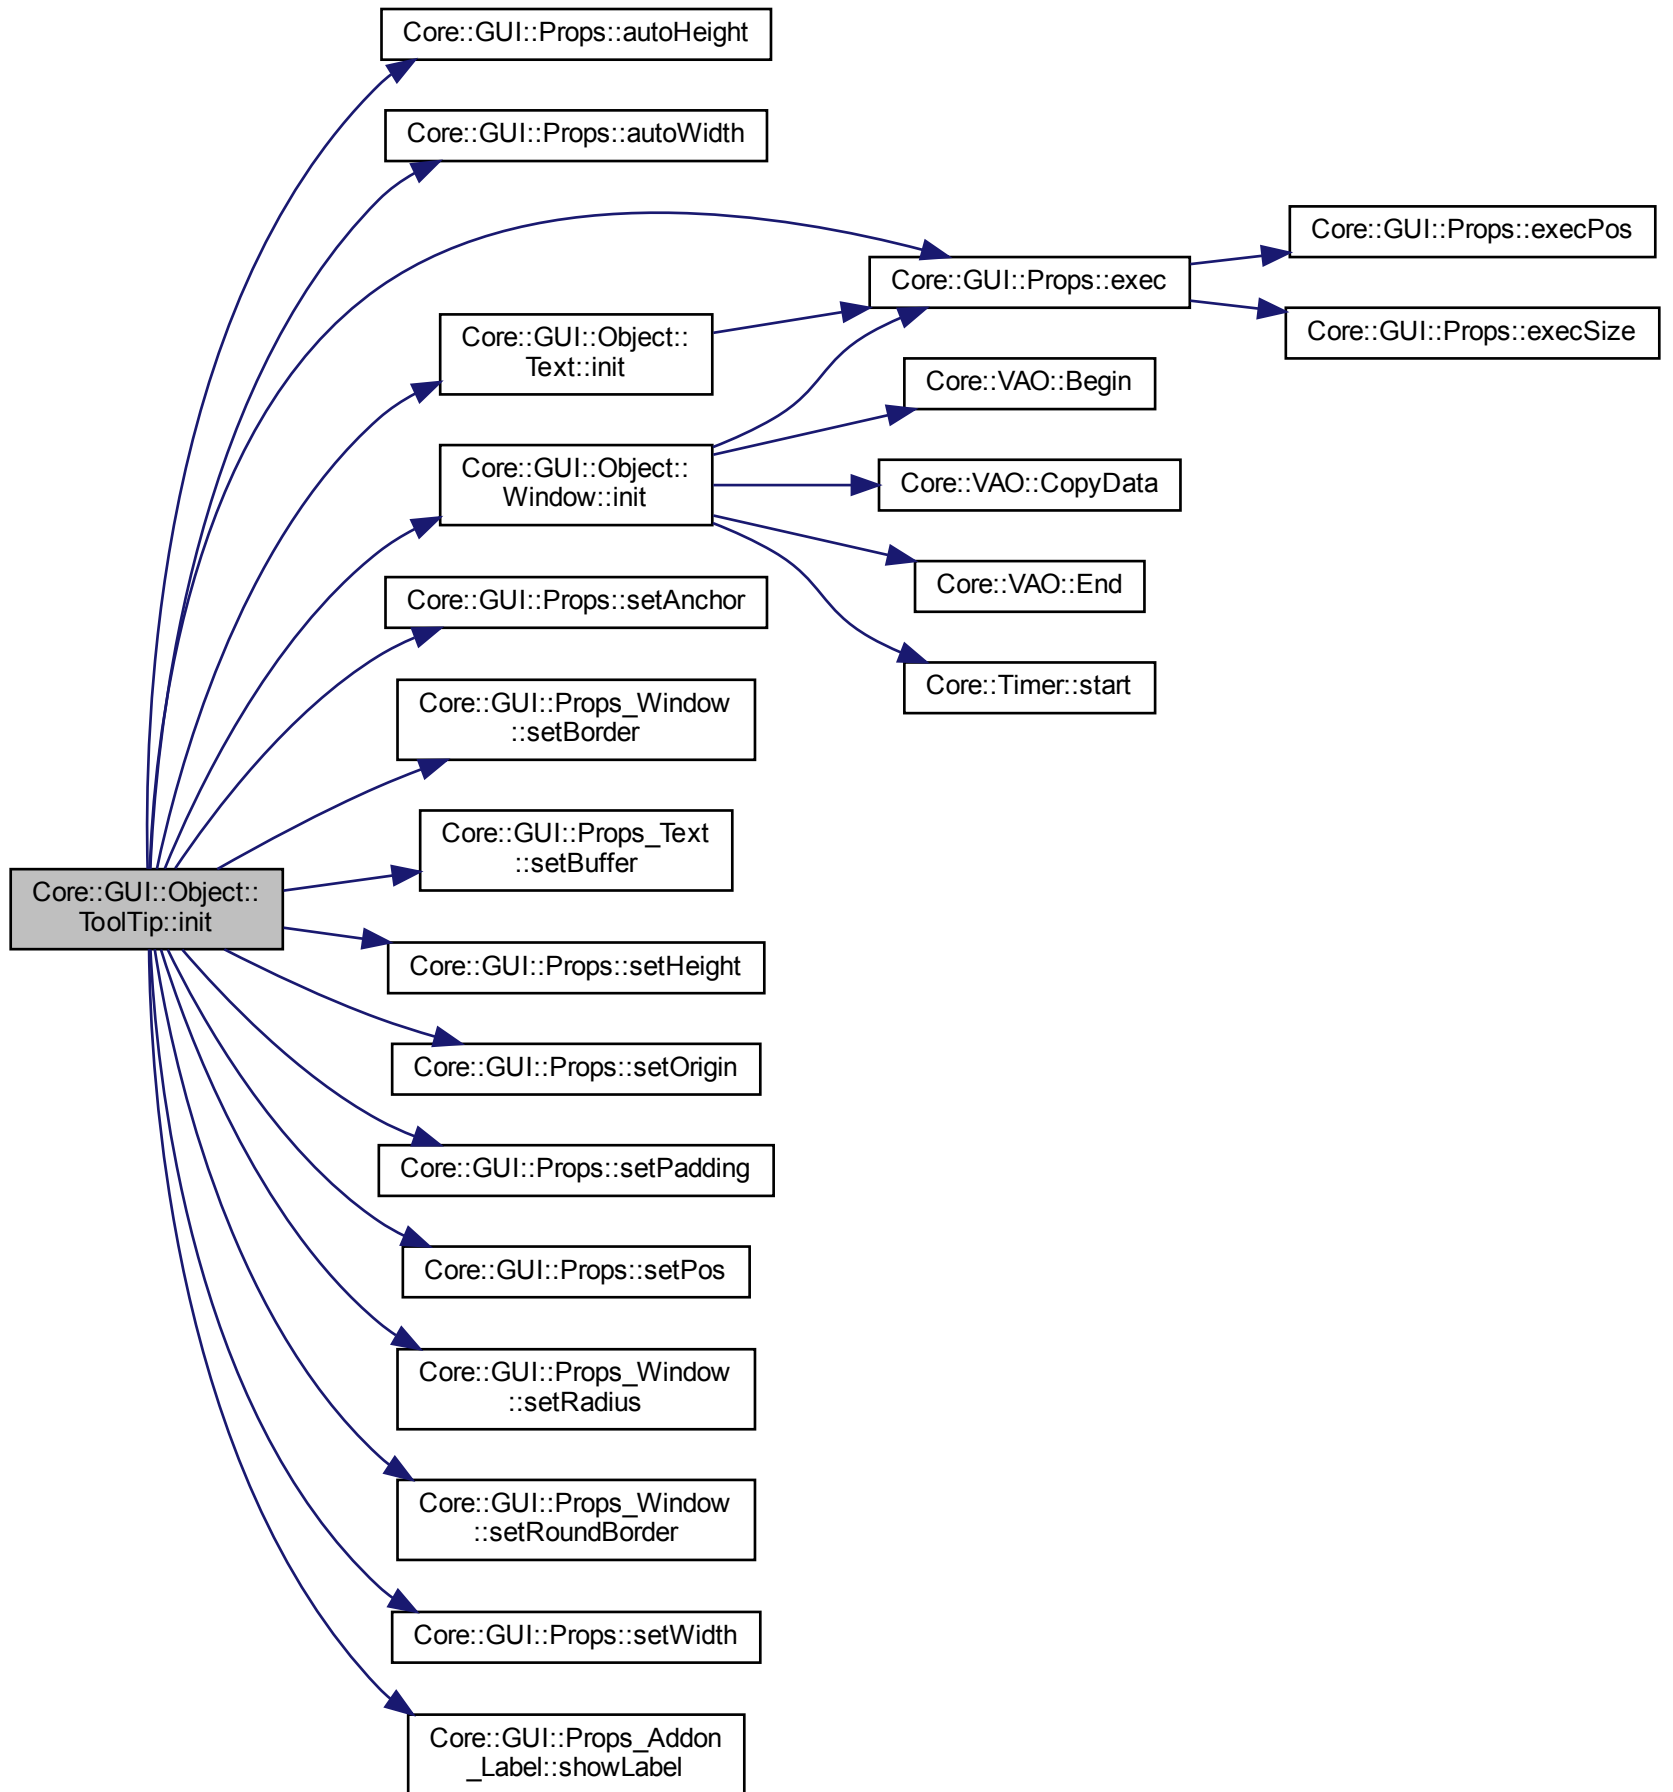 Core::GUI::Props::autoHeight
Core::GUI::Props::autoWidth
Core::GUI::Props::execPos
Core::GUI::Props::exec
Core::GUI::Props::execSize
Core::GUI::Object::
Text::init
Core::VAO::Begin
Core::GUI::Object::
Window::init
Core::VAO::CopyData
Core::VAO::End
Core::GUI::Props::setAnchor
Core::Timer::start
Core::GUI::Props_Window
::setBorder
Core::GUI::Props_Text
::setBuffer
Core::GUI::Object::
ToolTip::init
Core::GUI::Props::setHeight
Core::GUI::Props::setOrigin
Core::GUI::Props::setPadding
Core::GUI::Props::setPos
Core::GUI::Props_Window
::setRadius
Core::GUI::Props_Window
::setRoundBorder
Core::GUI::Props::setWidth
Core::GUI::Props_Addon
_Label::showLabel